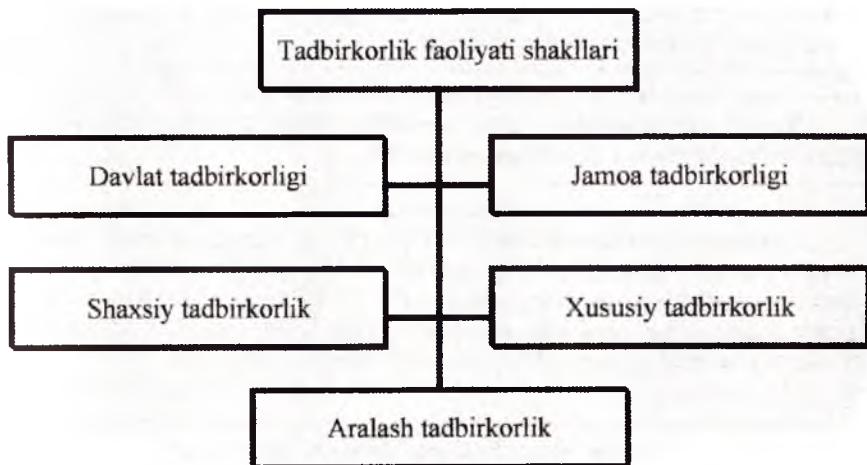 Tadbirkorlik faoliyati shakllari
Davlat tadbirkorligi
Jamoa tadbirkorligi
Shaxsiy tadbirkorlik
Xususiy tadbirkorlik
Aralash tadbirkorlik